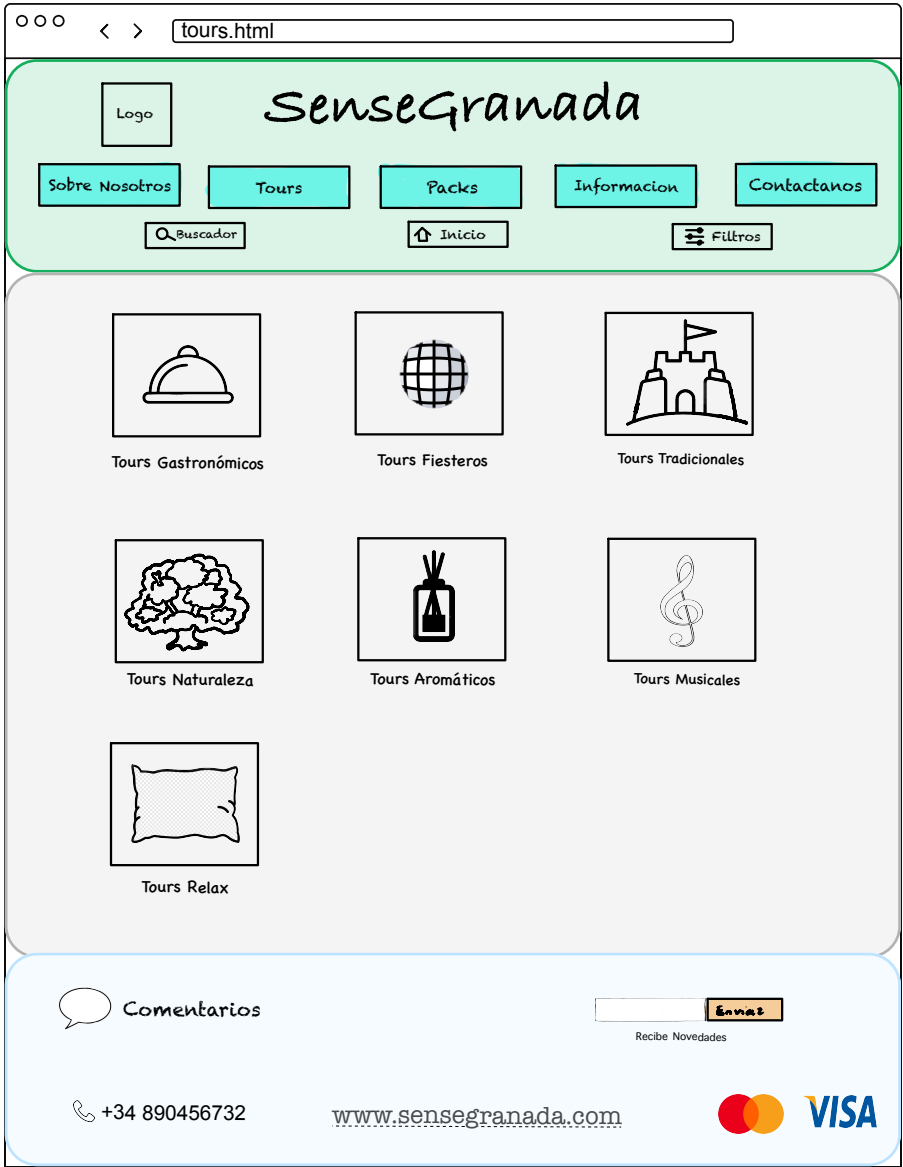 tours.html
Logo
SenseGranada
Sobre Nosotros
Tours
Packs
Informacion
Contactanos
Buscador
Inicio
Filtros
Tours Gastronómicos
Tours Fiesteros
Tours Tradicionales
Tours Naturaleza
Tours Aromáticos
Tours Musicales
Tours Relax
Comentarios
Enviar
Recibe Novedades
+34 890456732
www.sensegranada.com
VISA